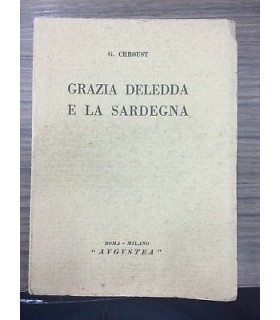 G. CHROUST
GRAZIA DELEDDA
E LA SARDEGNA
ROMA - MILANO
"AVGVSTEA"